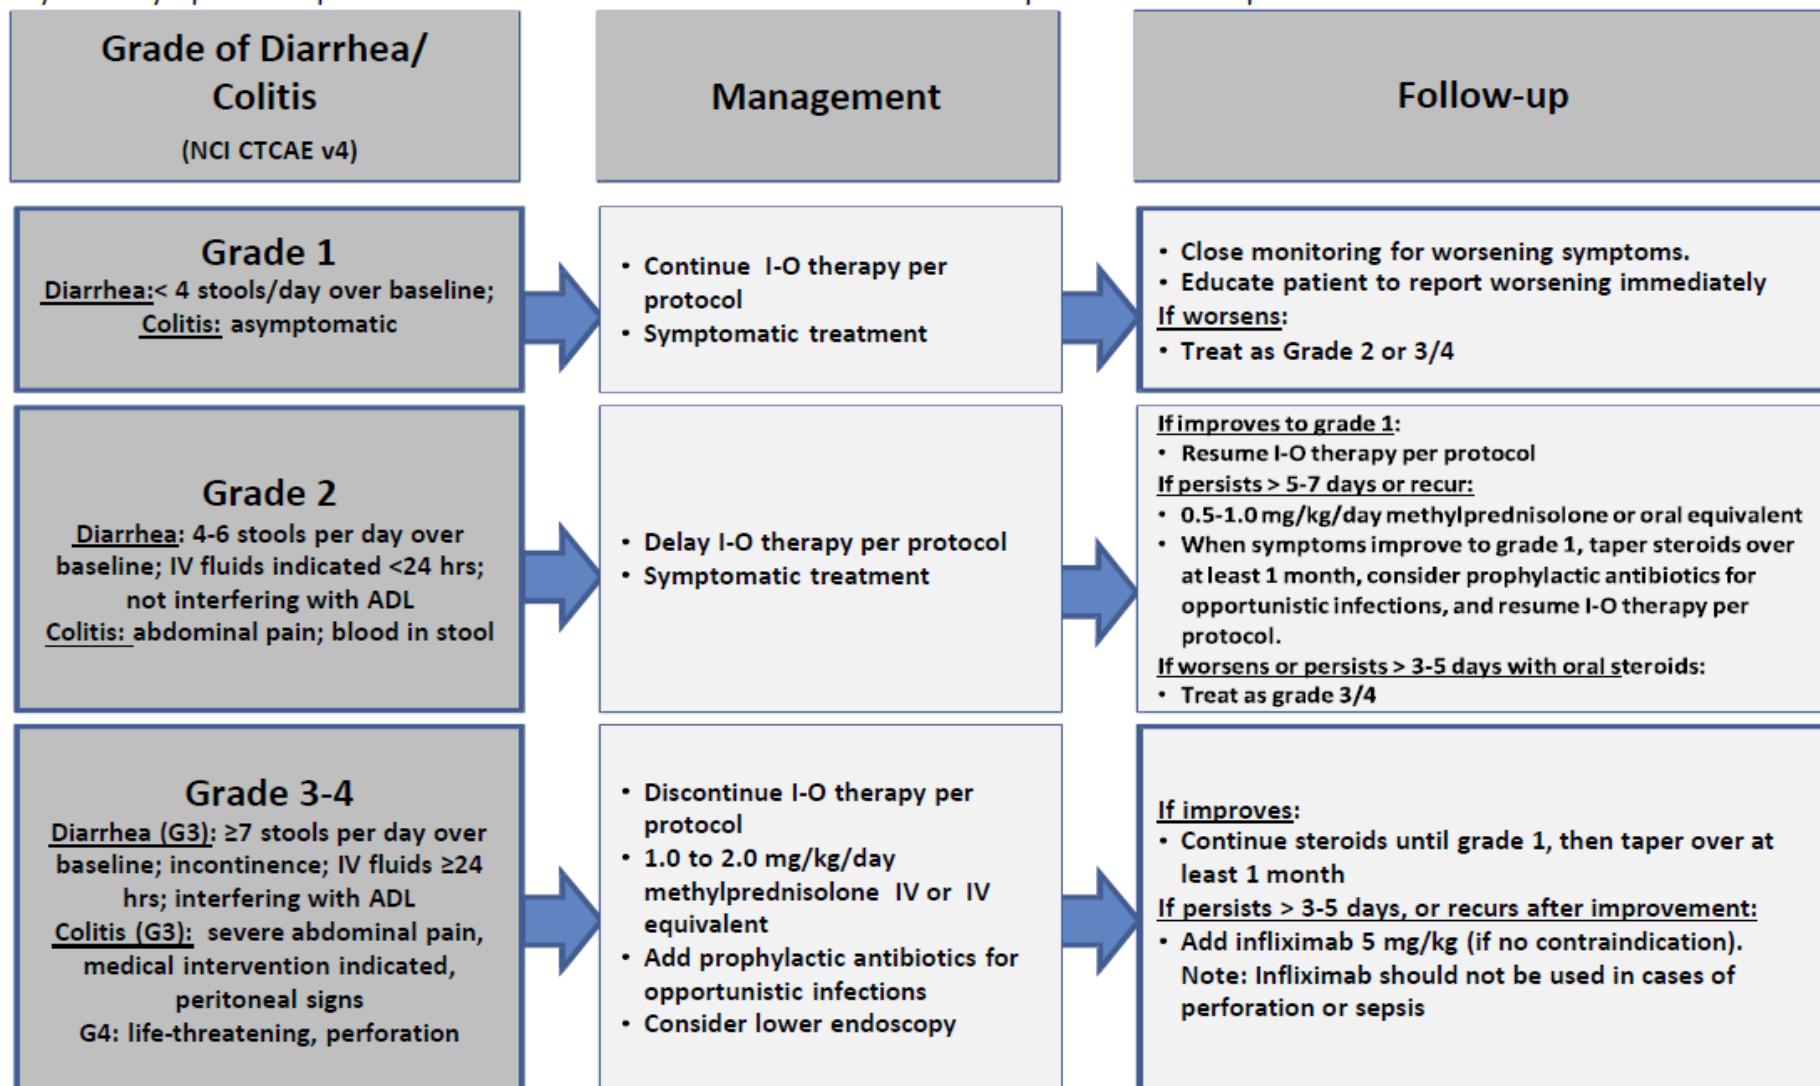 Grade of Diarrhea/
Colitis
(NCI CTCAE v4)
Management
Follow-up
Grade 1
Diarrhea:< 4 stools/day over baseline;
Colitis: asymptomatic
• Continue I-O therapy per
protocol
• Symptomatic treatment
• Close monitoring for worsening symptoms.
• Educate patient to report worsening immediately
If worsens:
• Treat as Grade 2 or 3/4
Grade 2
Diarrhea: 4-6 stools per day over
baseline; IV fluids indicated <24 hrs;
not interfering with ADL
Colitis: abdominal pain; blood in stool
• Delay I-O therapy per protocol
• Symptomatic treatment
If improves to grade 1:
• Resume I-O therapy per protocol
If persists > 5-7 days or recur:
• 0.5-1.0 mg/kg/day methylprednisolone or oral equivalent
• When symptoms improve to grade 1, taper steroids over
at least 1 month, consider prophylactic antibiotics for
opportunistic infections, and resume I-O therapy per
protocol.
If worsens or persists > 3-5 days with oral steroids:
• Treat as grade 3/4
Grade 3-4
Diarrhea (G3): ≥7 stools per day over
baseline; incontinence; IV fluids ≥24
hrs; interfering with ADL
Colitis (G3): severe abdominal pain,
medical intervention indicated,
peritoneal signs
G4: life-threatening, perforation
• Discontinue I-O therapy per
protocol
• 1.0 to 2.0 mg/kg/day
methylprednisolone IV or IV
equivalent
• Add prophylactic antibiotics for
opportunistic infections
• Consider lower endoscopy
If improves:
• Continue steroids until grade 1, then taper over at
least 1 month
If persists > 3-5 days, or recurs after improvement:
• Add infliximab 5 mg/kg (if no contraindication).
Note: Infliximab should not be used in cases of
perforation or sepsis